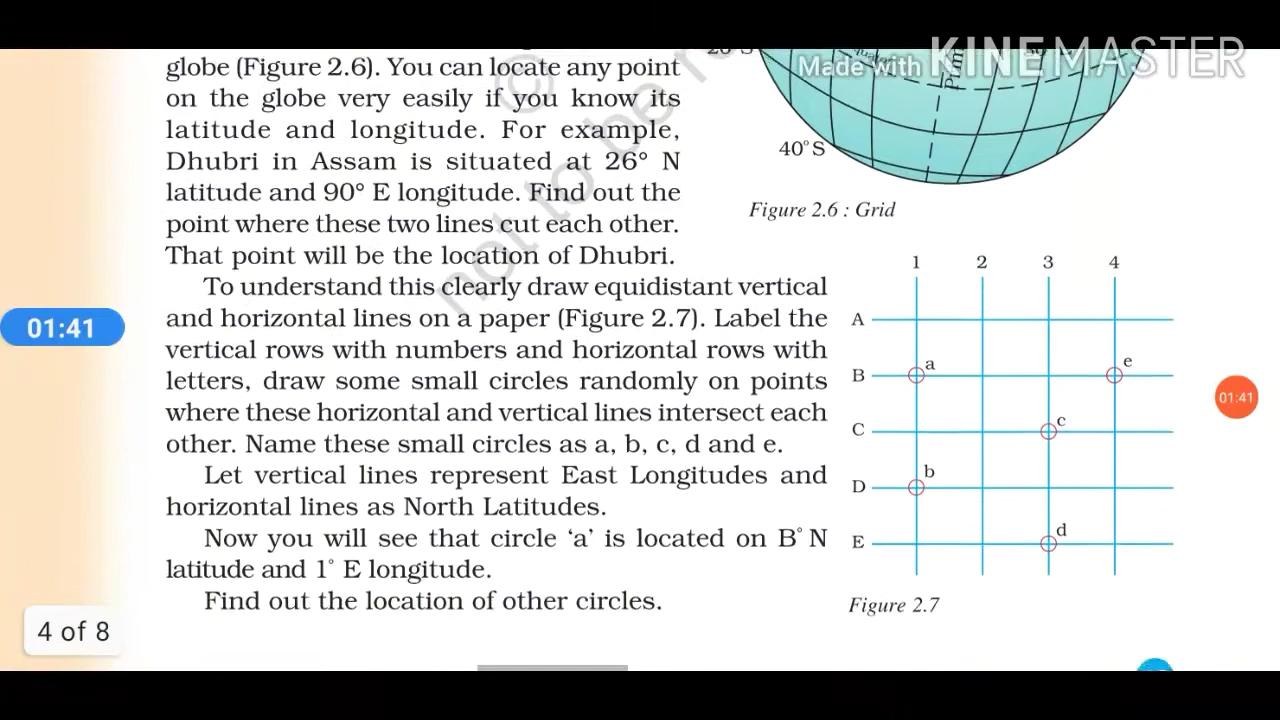 globe (Figure 2.6). You can locate any point
on the globe very easily if you know its
latitude and longitude. For example,
Dhubri in Assam is situated at 26° N
latitude and 90° E longitude. Find out the
point where these two lines cut each other.
That point will be the location of Dhubri.
To understand this clearly draw equidistant vertical
and horizontal lines on a paper (Figure 2.7). Label the
vertical rows with numbers and horizontal rows with
letters, draw some small circles randomly on points
where these horizontal and vertical lines intersect each
other. Name these small circles as a, b, c, d and e.
Let vertical lines represent East Longitudes and
horizontal lines as North Latitudes.
Now you will see that circle ‘a’ is located on B° N
latitude and 1° E longitude.
Find out the location of other circles.
© not to be
01:41
4 of 8
Made with KINEMASTER
40°S
Figure 2.6 : Grid
1 2 3 4
A
a
e
B
c
C
b
D
d
E
Figure 2.7
01:41